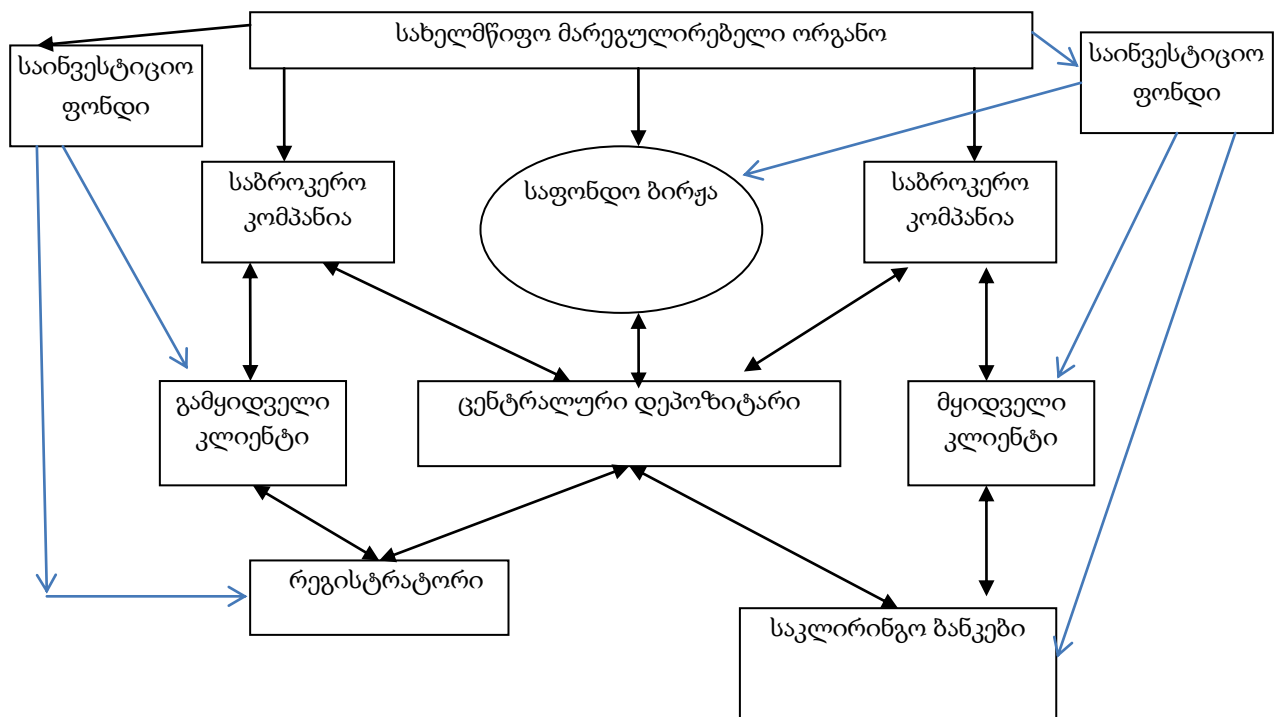 სახელმწიფო მარეგულირებელი ორგანო
საინვესტიციო
ფონდი
საინვესტიციო
ფონდი
საბროკერო
კომპანია
საფონდო ბირჟა
საბროკერო
კომპანია
გამყიდველი
კლიენტი
ცენტრალური დეპოზიტარი
მყიდველი
კლიენტი
რეგისტრატორი
საკლირინგო ბანკები